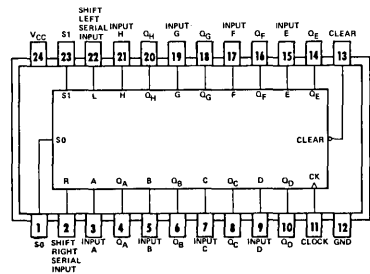 SHIFT
LEFT
SERIAL
INPUT
VCC S1 INPUT H QH INPUT G QG INPUT F QF INPUT E QE CLEAR
24 23 22 21 20 19 18 17 16 15 14 13
S1 L H QH G QG F QF E QE
S0 CLEAR
R A QA B QB C QC D QD CK
1 2 3 4 5 6 7 8 9 10 11 12
S0 SHIFT RIGHT SERIAL INPUT INPUT A QA INPUT B QB INPUT C QC INPUT D QD CLOCK GND